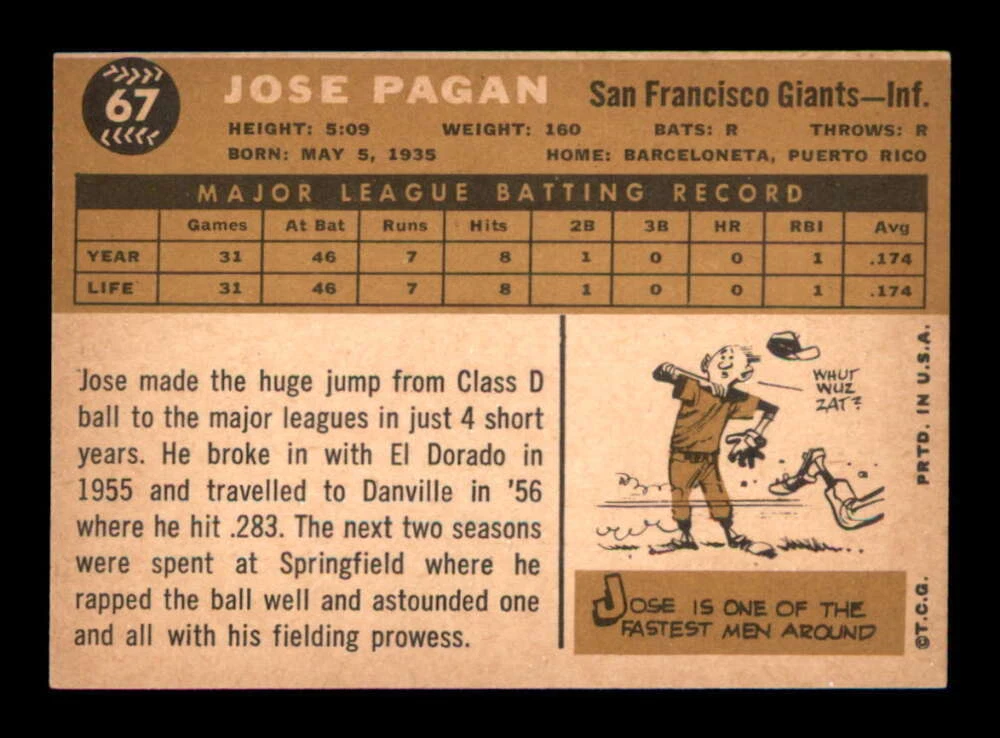 67
JOSE PAGAN
San Francisco Giants—Inf.
HEIGHT: 5:09 WEIGHT: 160 BATS: R THROWS: R
BORN: MAY 5, 1935 HOME: BARCELONETA, PUERTO RICO
MAJOR LEAGUE BATTING RECORD
Games At Bat Runs Hits 2B 3B HR RBI Avg
YEAR 31 46 7 8 1 0 0 1 .174
LIFE 31 46 7 8 1 0 0 1 .174
Jose made the huge jump from Class D
ball to the major leagues in just 4 short
years. He broke in with El Dorado in
1955 and travelled to Danville in '56
where he hit .283. The next two seasons
were spent at Springfield where he
rapped the ball well and astounded one
and all with his fielding prowess.
WHUT
WUZ
ZAT?
JOSE IS ONE OF THE
FASTEST MEN AROUND
©T.C.G. PRTD. IN U.S.A.